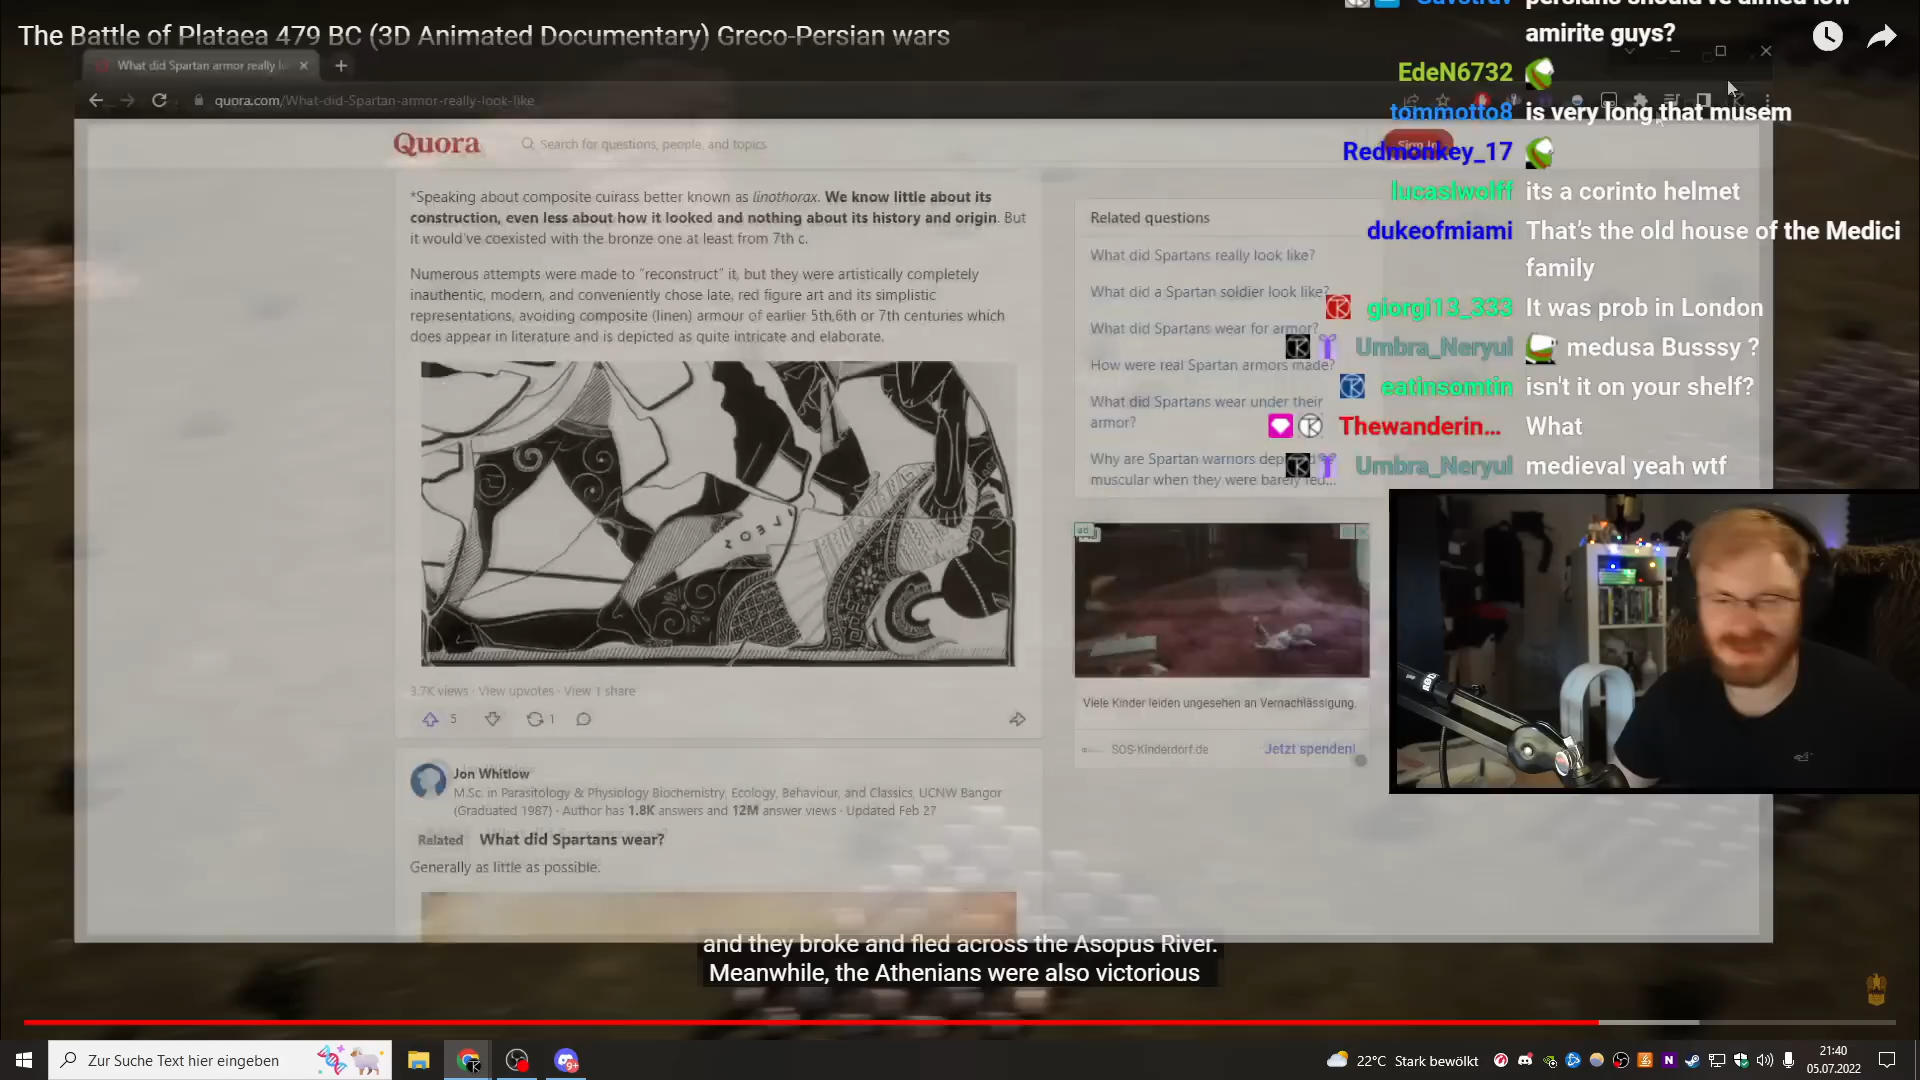 The Battle of Plataea 479 BC (3D Animated Documentary) Greco-Persian wars
What did Spartan armor really l
quora.com/What-did-Spartan-armor-really-look-like
Quora
Search for questions, people, and topics
Sign In
*Speaking about composite cuirass better known as linothorax. We know little about its
construction, even less about how it looked and nothing about its history and origin. But
it would've coexisted with the bronze one at least from 7th c.
Numerous attempts were made to "reconstruct" it, but they were artistically completely
inauthentic, modern, and conveniently chose late, red figure art and its simplistic
representations, avoiding composite (linen) armour of earlier 5th,6th or 7th centuries which
does appear in literature and is depicted as quite intricate and elaborate.
3.7K views · View upvotes · View 1 share
5
1
Jon Whitlow
M.Sc. in Parasitology & Physiology Biochemistry, Ecology, Behaviour, and Classics, UCNW Bangor
(Graduated 1987) · Author has 1.8K answers and 12M answer views · Updated Feb 27
Related What did Spartans wear?
Generally as little as possible.
Related questions
What did Spartans really look like?
What did a Spartan soldier look like?
What did Spartans wear for armor?
How were real Spartan armors made?
What did Spartans wear under their
armor?
Why are Spartan warriors dep
muscular when they were barely fed...
ad
Viele Kinder leiden ungesehen an Vernachlässigung.
SOS-Kinderdorf.de Jetzt spenden!
persians should've aimed low
amirite guys?
EdeN6732
tommotto8 is very long that musem
Redmonkey_17
lucaslwolff its a corinto helmet
dukeofmiami That's the old house of the Medici
family
giorgi13_333 It was prob in London
Umbra_Neryul medusa Busssy ?
eatinsomtin isn't it on your shelf?
Thewanderin... What
Umbra_Neryul medieval yeah wtf
RØDE
and they broke and fled across the Asopus River.
Meanwhile, the Athenians were also victorious
Zur Suche Text hier eingeben
9+
22°C Stark bewölkt
21:40
05.07.2022